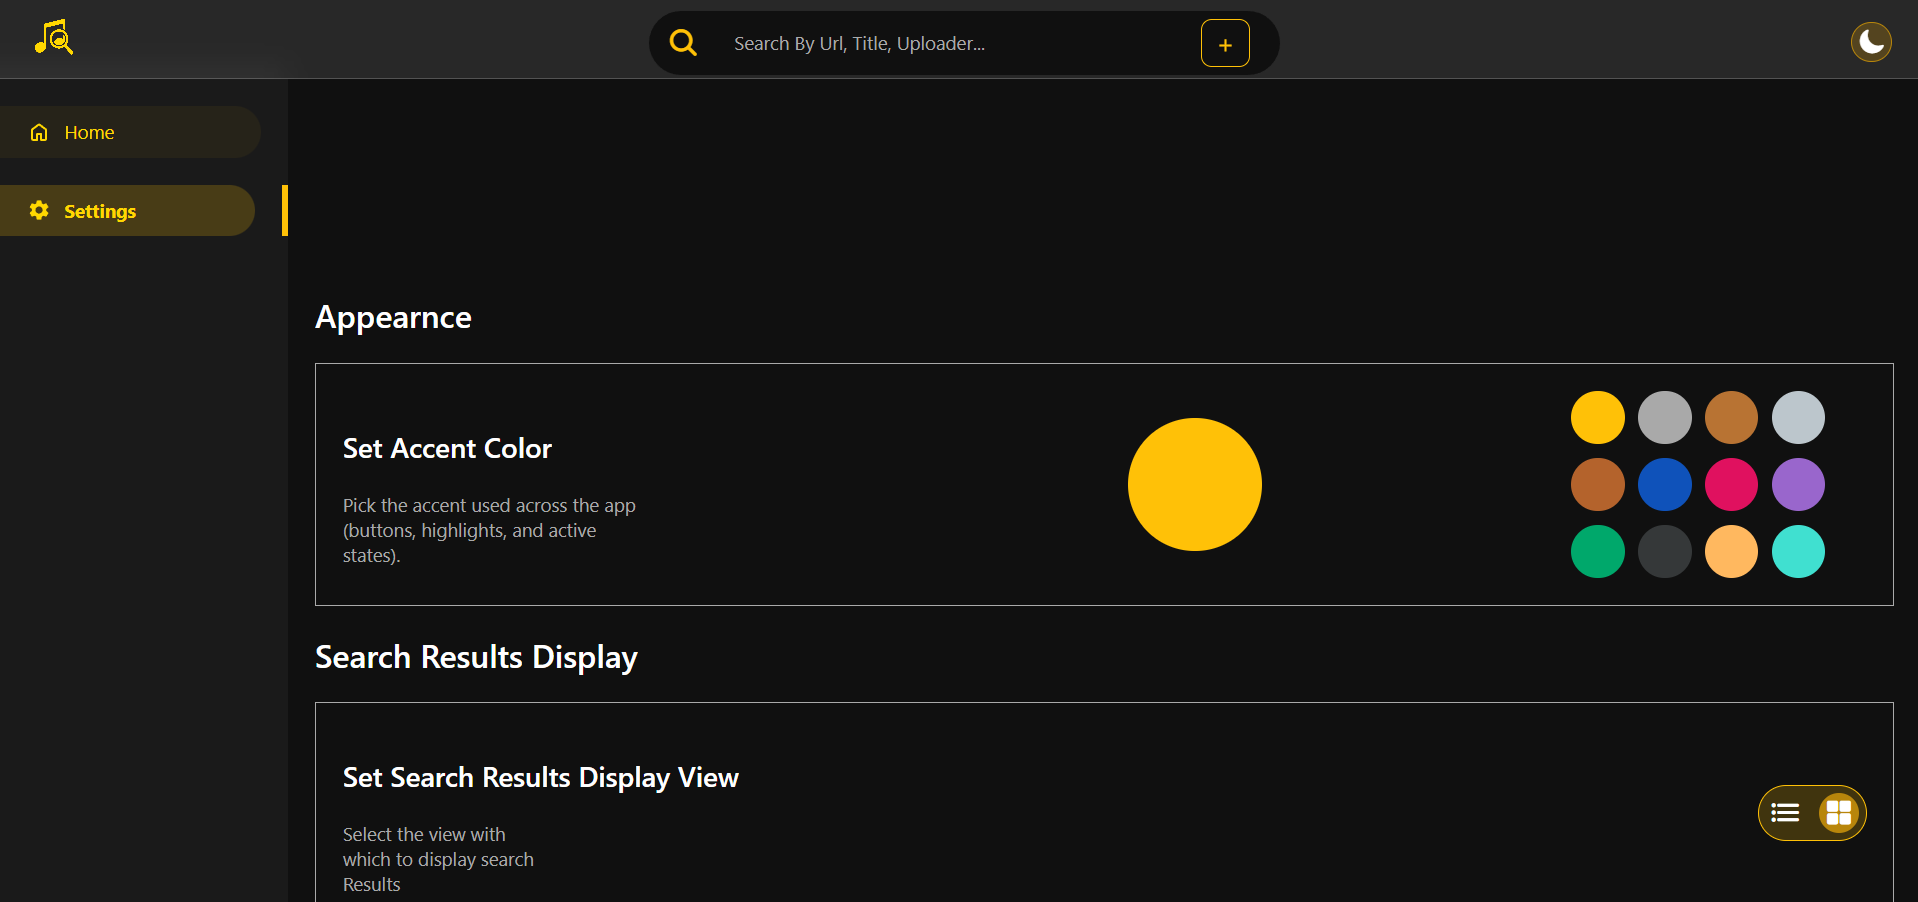 Search By Url, Title, Uploader...
+
Home
Settings
Appearnce
Set Accent Color
Pick the accent used across the app
(buttons, highlights, and active
states).
Search Results Display
Set Search Results Display View
Select the view with
which to display search
Results